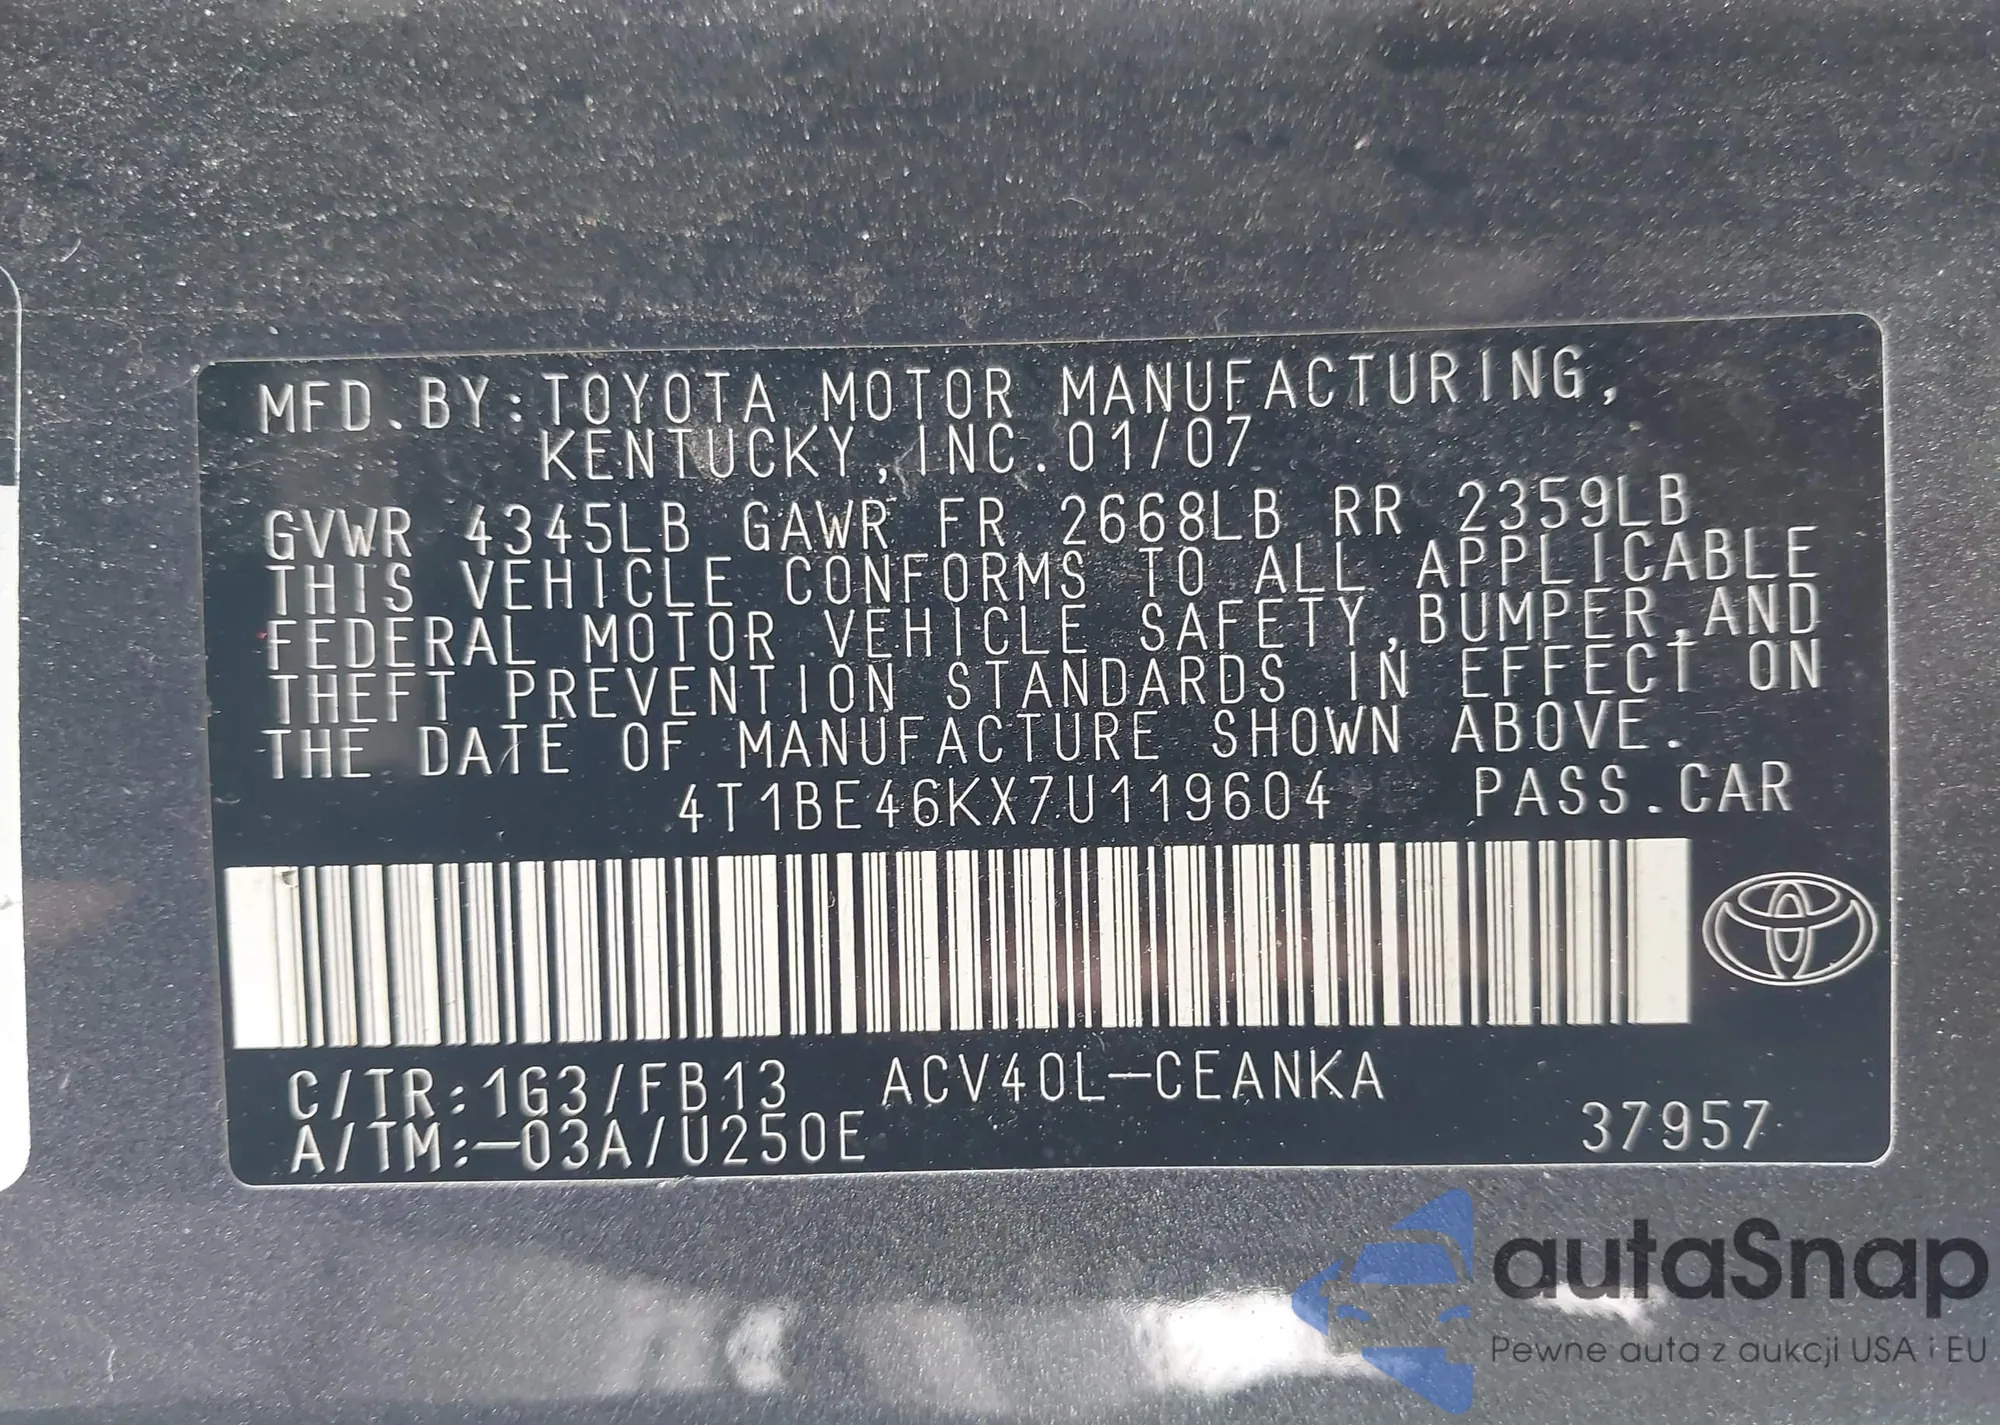 MFD.BY:TOYOTA MOTOR MANUFACTURING,
KENTUCKY,INC.01/07
GVWR 4345LB GAWR FR 2668LB RR 2359LB
THIS VEHICLE CONFORMS TO ALL APPLICABLE
FEDERAL MOTOR VEHICLE SAFETY,BUMPER,AND
THEFT PREVENTION STANDARDS IN EFFECT ON
THE DATE OF MANUFACTURE SHOWN ABOVE.
4T1BE46KX7U119604 PASS.CAR
C/TR:1G3/FB13 ACV40L-CEANKA
A/TM:-03A/U250E 37957
autaSnap
Pewne auta z aukcji USA i EU